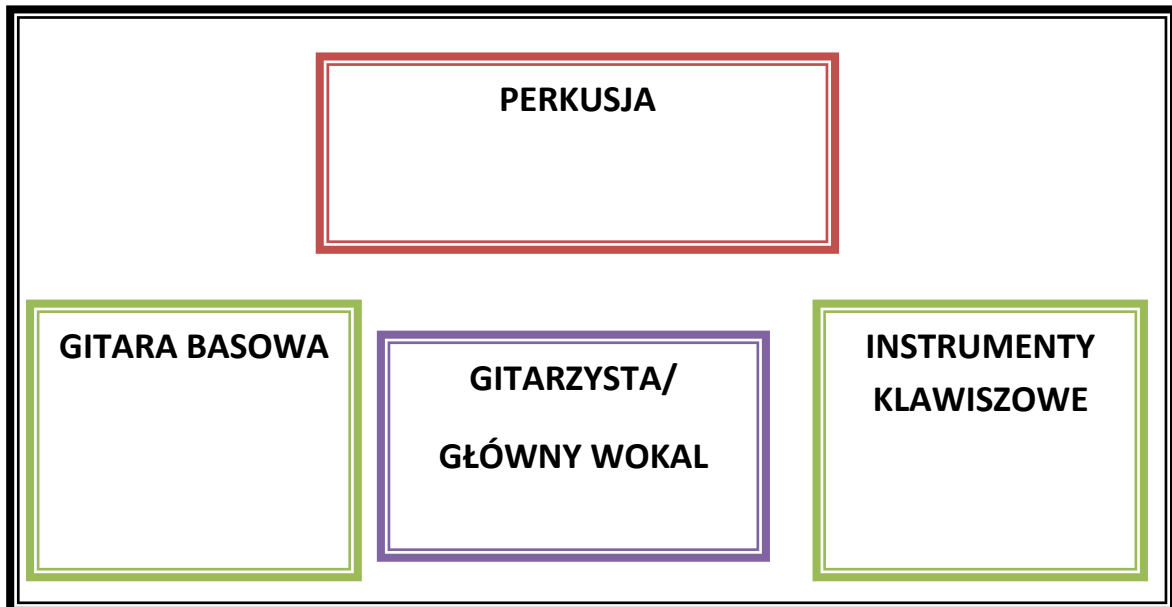 PERKUSJA
GITARA BASOWA
GITARZYSTA/
GŁÓWNY WOKAL
INSTRUMENTY
KLAWISZOWE